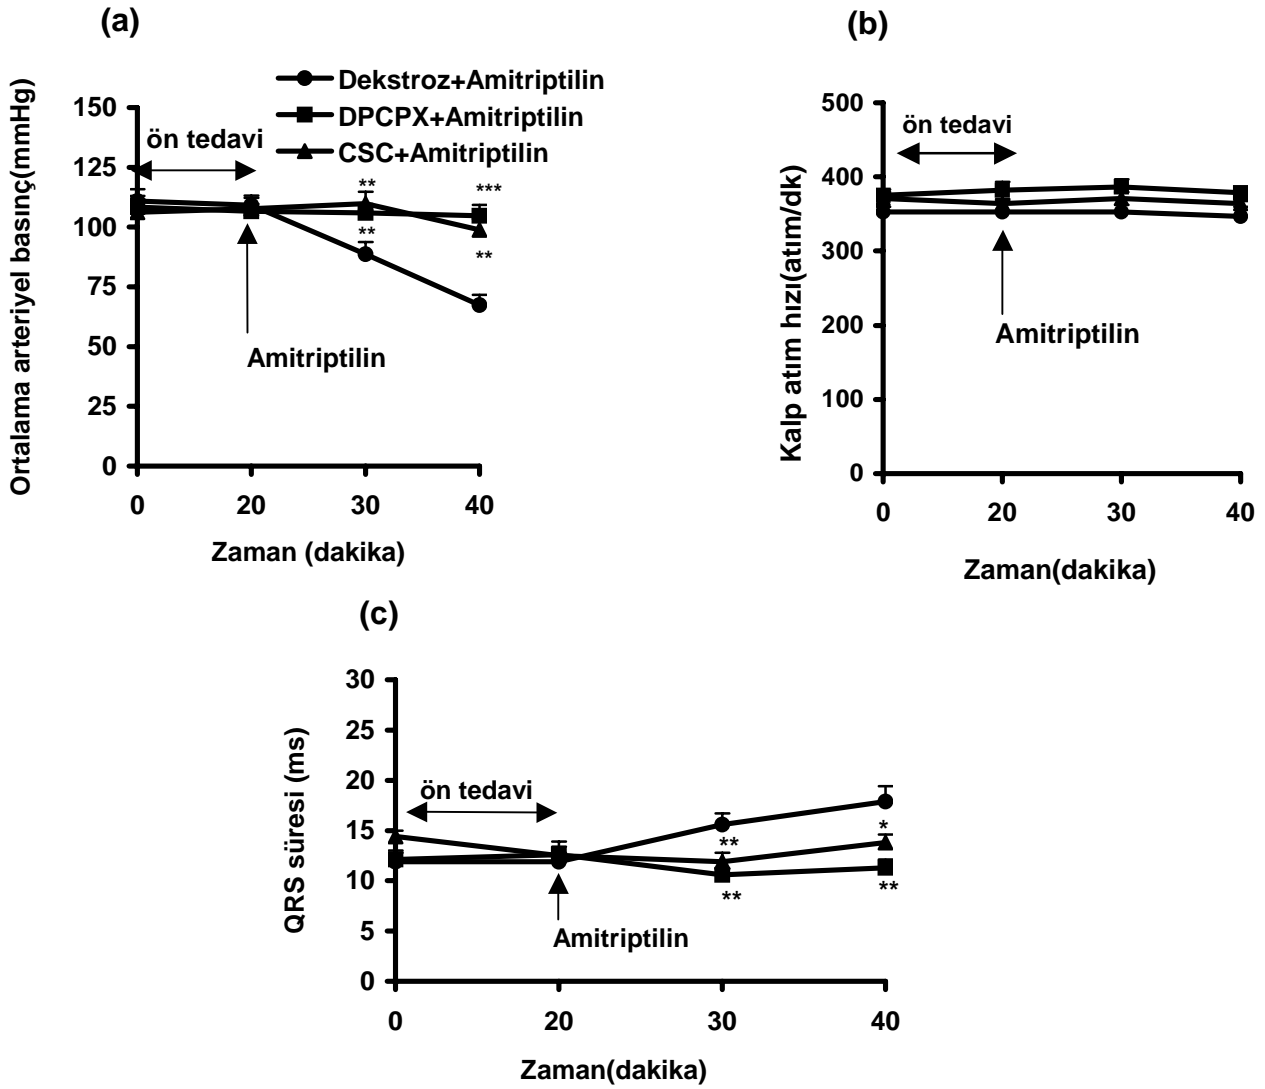 (a)
Dekstroz+Amitriptilin
DPCPX+Amitriptilin
CSC+Amitriptilin
Ortalama arteriyel basınç(mmHg)
150
125
100
75
50
25
0
ön tedavi
**
***
**
**
Amitriptilin
0 20 30 40
Zaman (dakika)
(b)
Kalp atım hızı(atım/dk)
500
400
300
200
100
0
ön tedavi
Amitriptilin
0 20 30 40
Zaman(dakika)
(c)
QRS süresi (ms)
30
25
20
15
10
5
0
ön tedavi
**
*
**
**
Amitriptilin
0 20 30 40
Zaman(dakika)